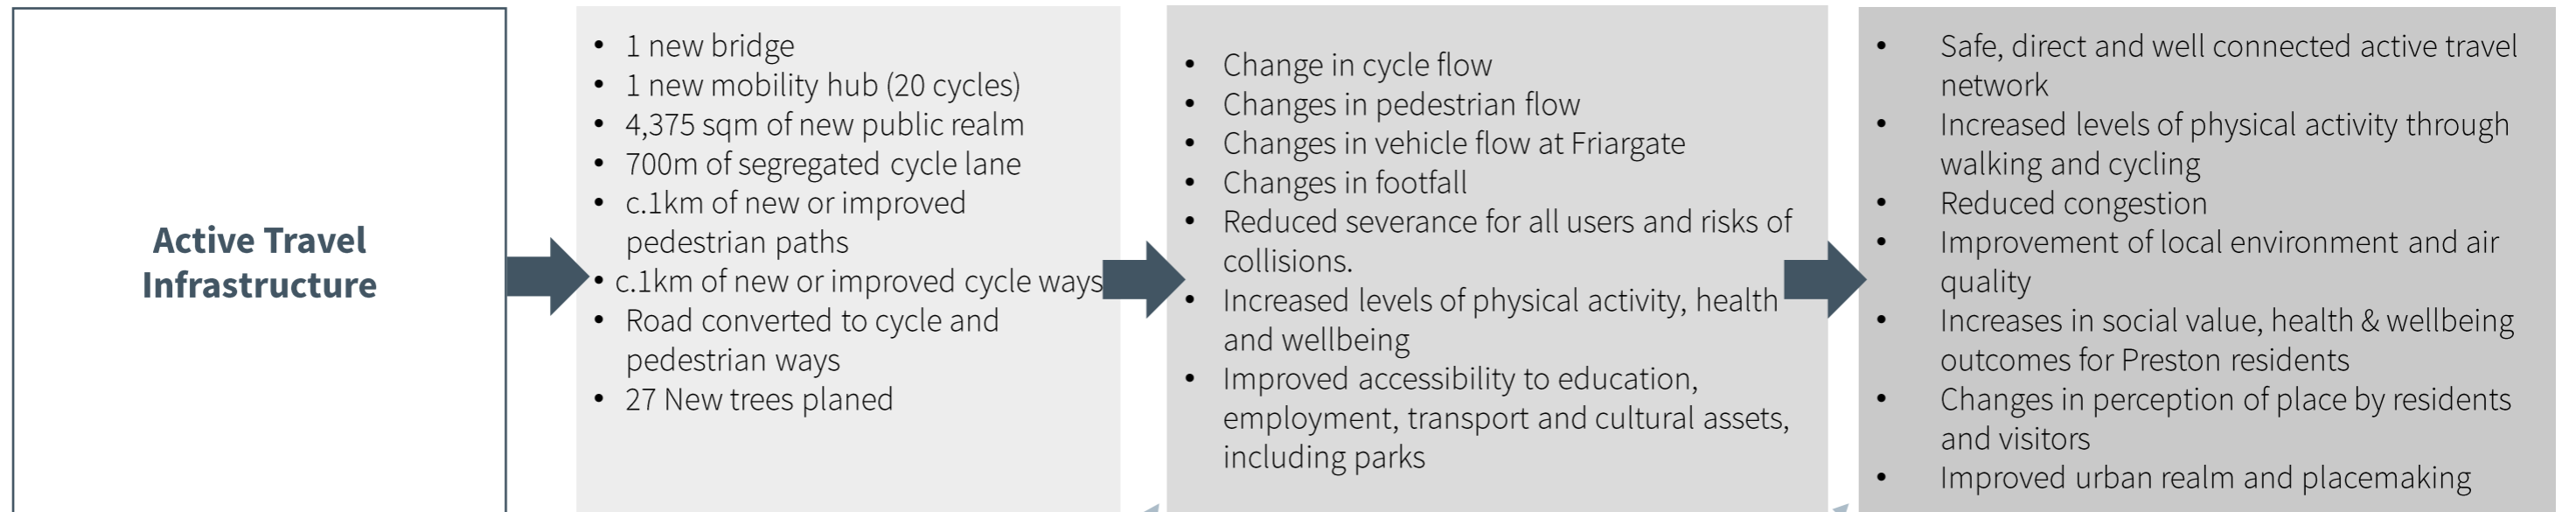 Active Travel
Infrastructure
• 1 new bridge
• 1 new mobility hub (20 cycles)
• 4,375 sqm of new public realm
• 700m of segregated cycle lane
• c.1km of new or improved
pedestrian paths
• c.1km of new or improved cycle ways
• Road converted to cycle and
pedestrian ways
• 27 New trees planed
• Change in cycle flow
• Changes in pedestrian flow
• Changes in vehicle flow at Friargate
• Changes in footfall
• Reduced severance for all users and risks of
collisions.
• Increased levels of physical activity, health
and wellbeing
• Improved accessibility to education,
employment, transport and cultural assets,
including parks
• Safe, direct and well connected active travel
network
• Increased levels of physical activity through
walking and cycling
• Reduced congestion
• Improvement of local environment and air
quality
• Increases in social value, health & wellbeing
outcomes for Preston residents
• Changes in perception of place by residents
and visitors
• Improved urban realm and placemaking